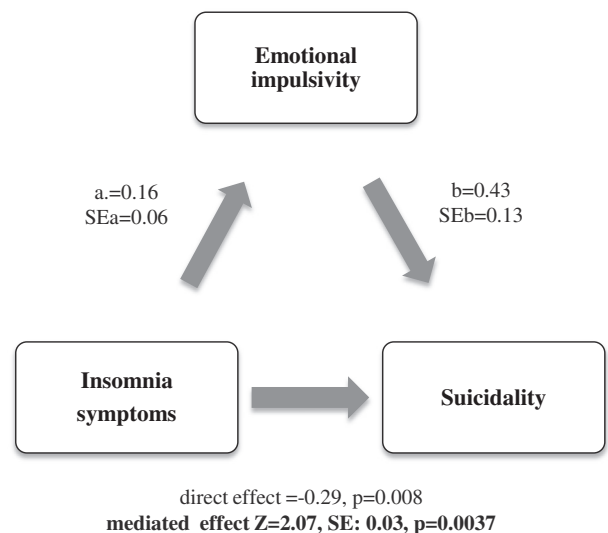 Emotional
impulsivity
a.=0.16
SEa=0.06
b=0.43
SEb=0.13
Insomnia
symptoms
Suicidality
direct effect =-0.29, p=0.008
mediated effect Z=2.07, SE: 0.03, p=0.0037